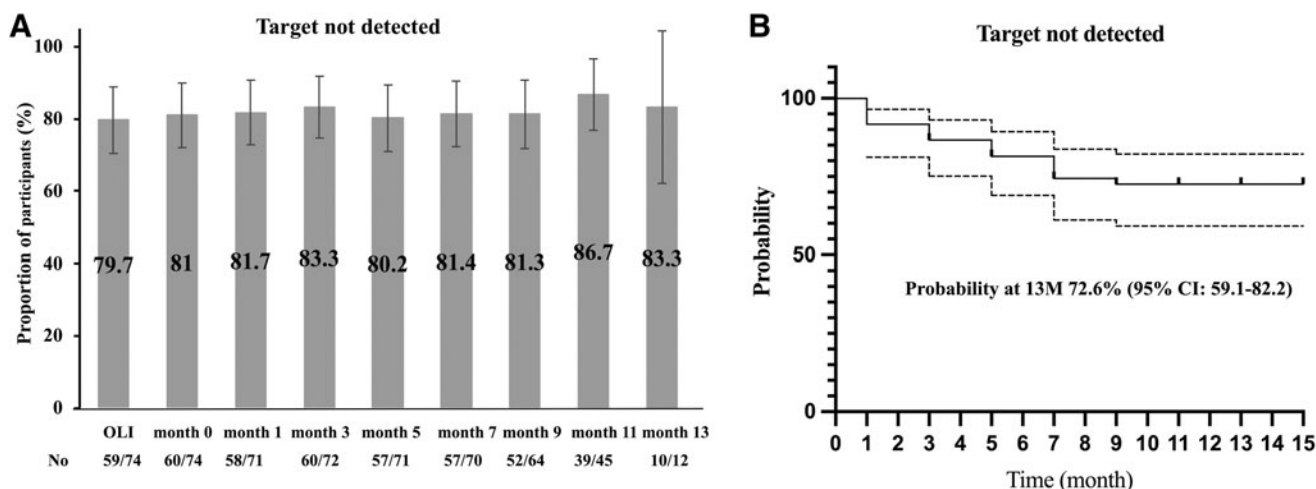 A
Target not detected
Proportion of participants (%)
100
80
60
40
20
0
79.7 81 81.7 83.3 80.2 81.4 81.3 86.7 83.3
OLI month 0 month 1 month 3 month 5 month 7 month 9 month 11 month 13
No 59/74 60/74 58/71 60/72 57/71 57/70 52/64 39/45 10/12
B
Target not detected
Probability
100
50
0
Probability at 13M 72.6% (95% CI: 59.1-82.2)
0 1 2 3 4 5 6 7 8 9 10 11 12 13 14 15
Time (month)